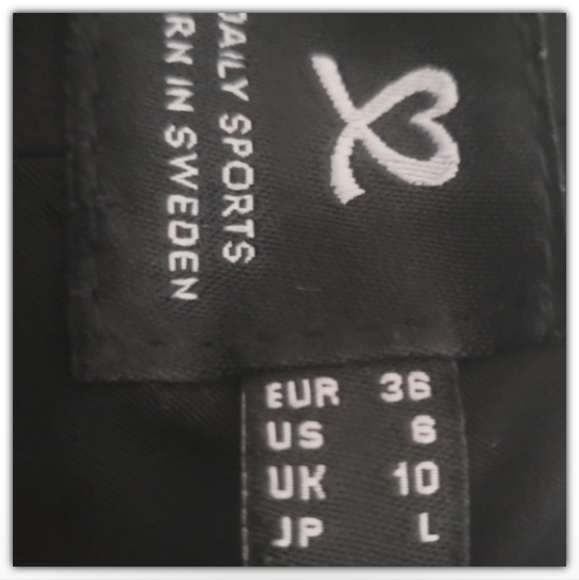 DAILY SPORTS
RN IN SWEDEN
EUR 36
US 6
UK 10
JP L